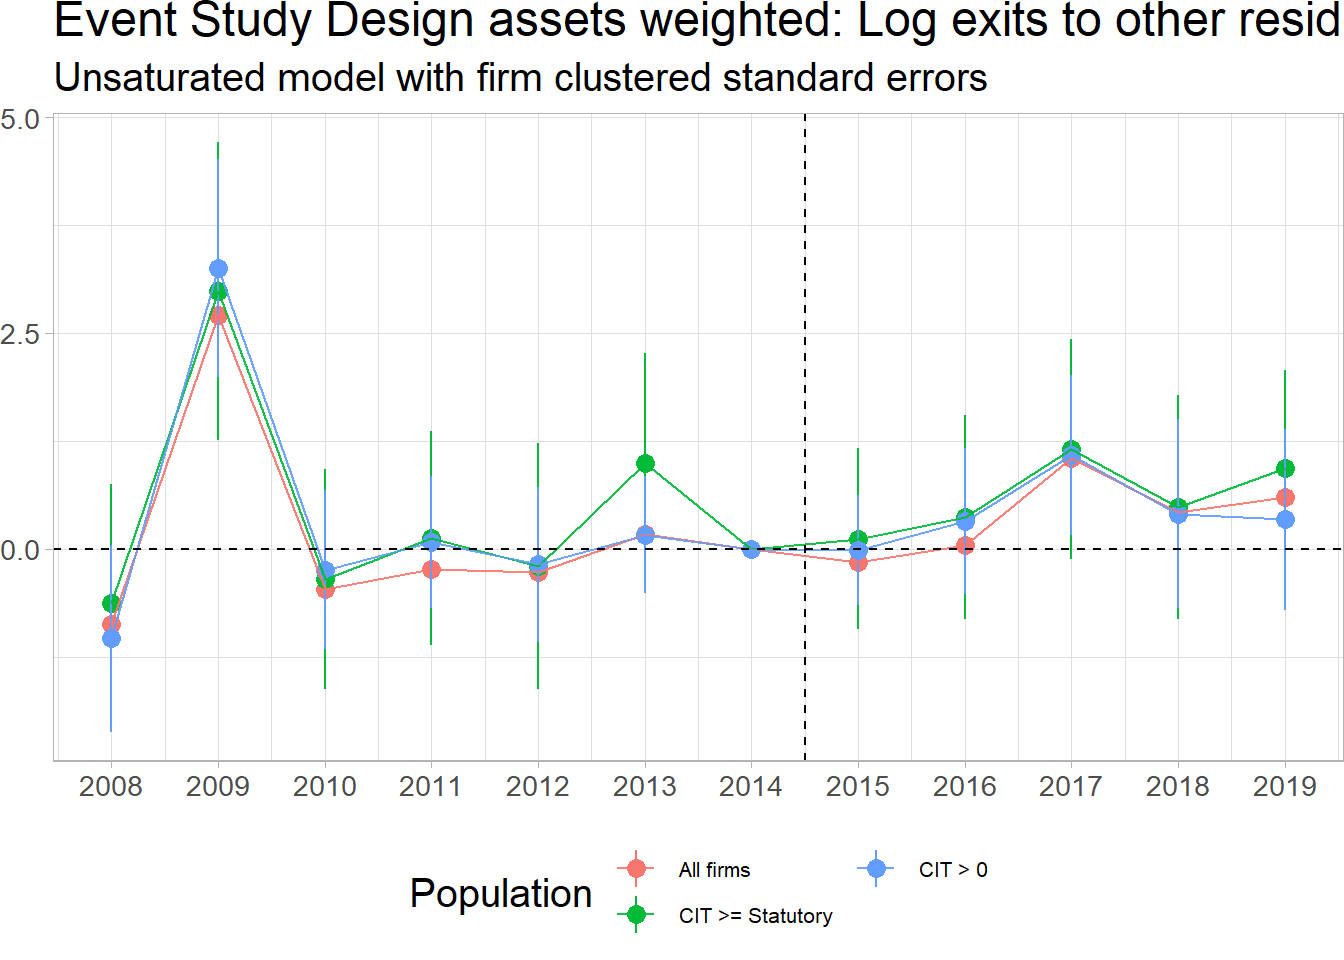 Event Study Design assets weighted: Log exits to other resid
Unsaturated model with firm clustered standard errors
5.0
2.5
0.0
2008 2009 2010 2011 2012 2013 2014 2015 2016 2017 2018 2019
Population
All firms
CIT > 0
CIT >= Statutory